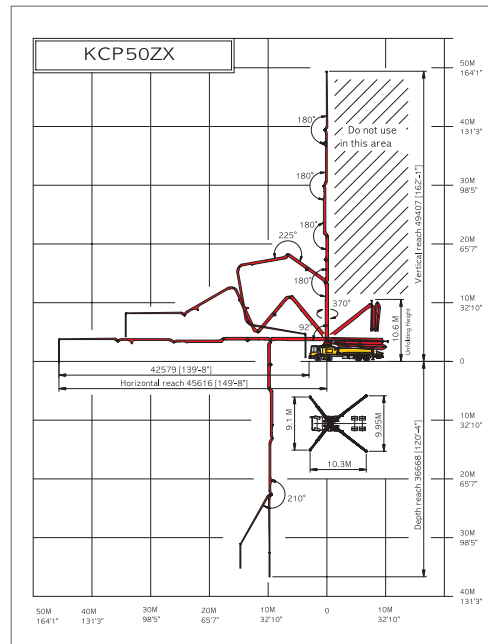 KCP50ZX
50M
164'1"
180°
40M
131'3"
Do not use
in this area
180°
30M
98'5"
Vertical reach 49407 [162'-1"]
180°
225°
20M
65'7"
180°
370°
10M
32'10"
92°
10.6 M
Unfolding Height
0
42579 [139'-8"]
Horizontal reach 45616 [149'-8"]
9.1 M
9.95M
10.3M
10M
32'10"
Depth reach 36668 [120'-4"]
20M
65'7"
210°
30M
98'5"
40M
131'3"
50M
164'1"
40M
131'3"
30M
98'5"
20M
65'7"
10M
32'10"
0
10M
32'10"